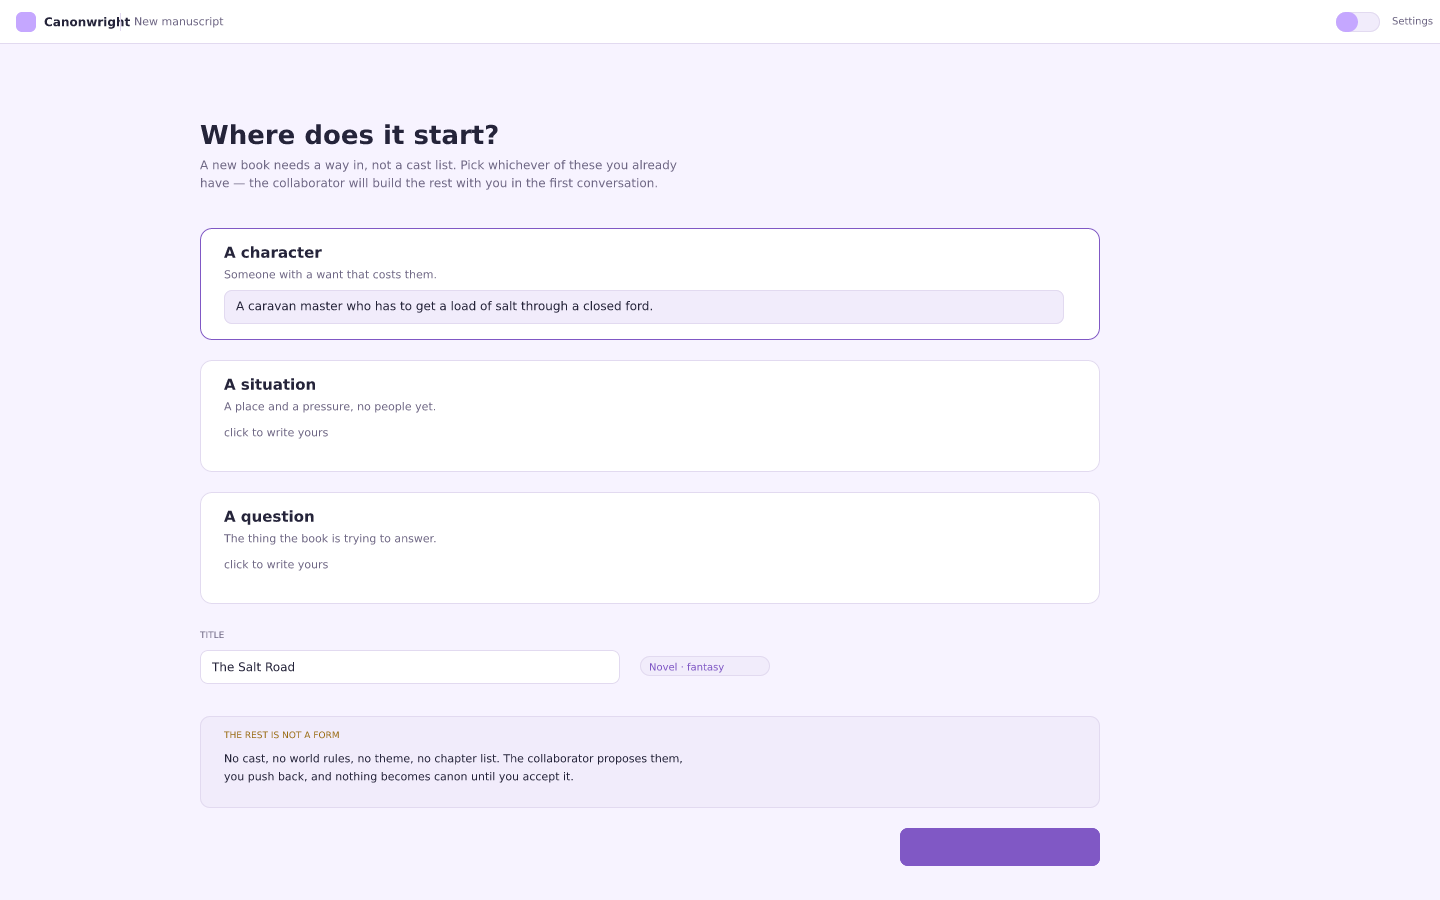 Canonwright
New manuscript
Settings
Where does it start?
A new book needs a way in, not a cast list. Pick whichever of these you already
have — the collaborator will build the rest with you in the first conversation.
A character
Someone with a want that costs them.
A caravan master who has to get a load of salt through a closed ford.
A situation
A place and a pressure, no people yet.
click to write yours
A question
The thing the book is trying to answer.
click to write yours
TITLE
The Salt Road
Novel · fantasy
THE REST IS NOT A FORM
No cast, no world rules, no theme, no chapter list. The collaborator proposes them,
you push back, and nothing becomes canon until you accept it.